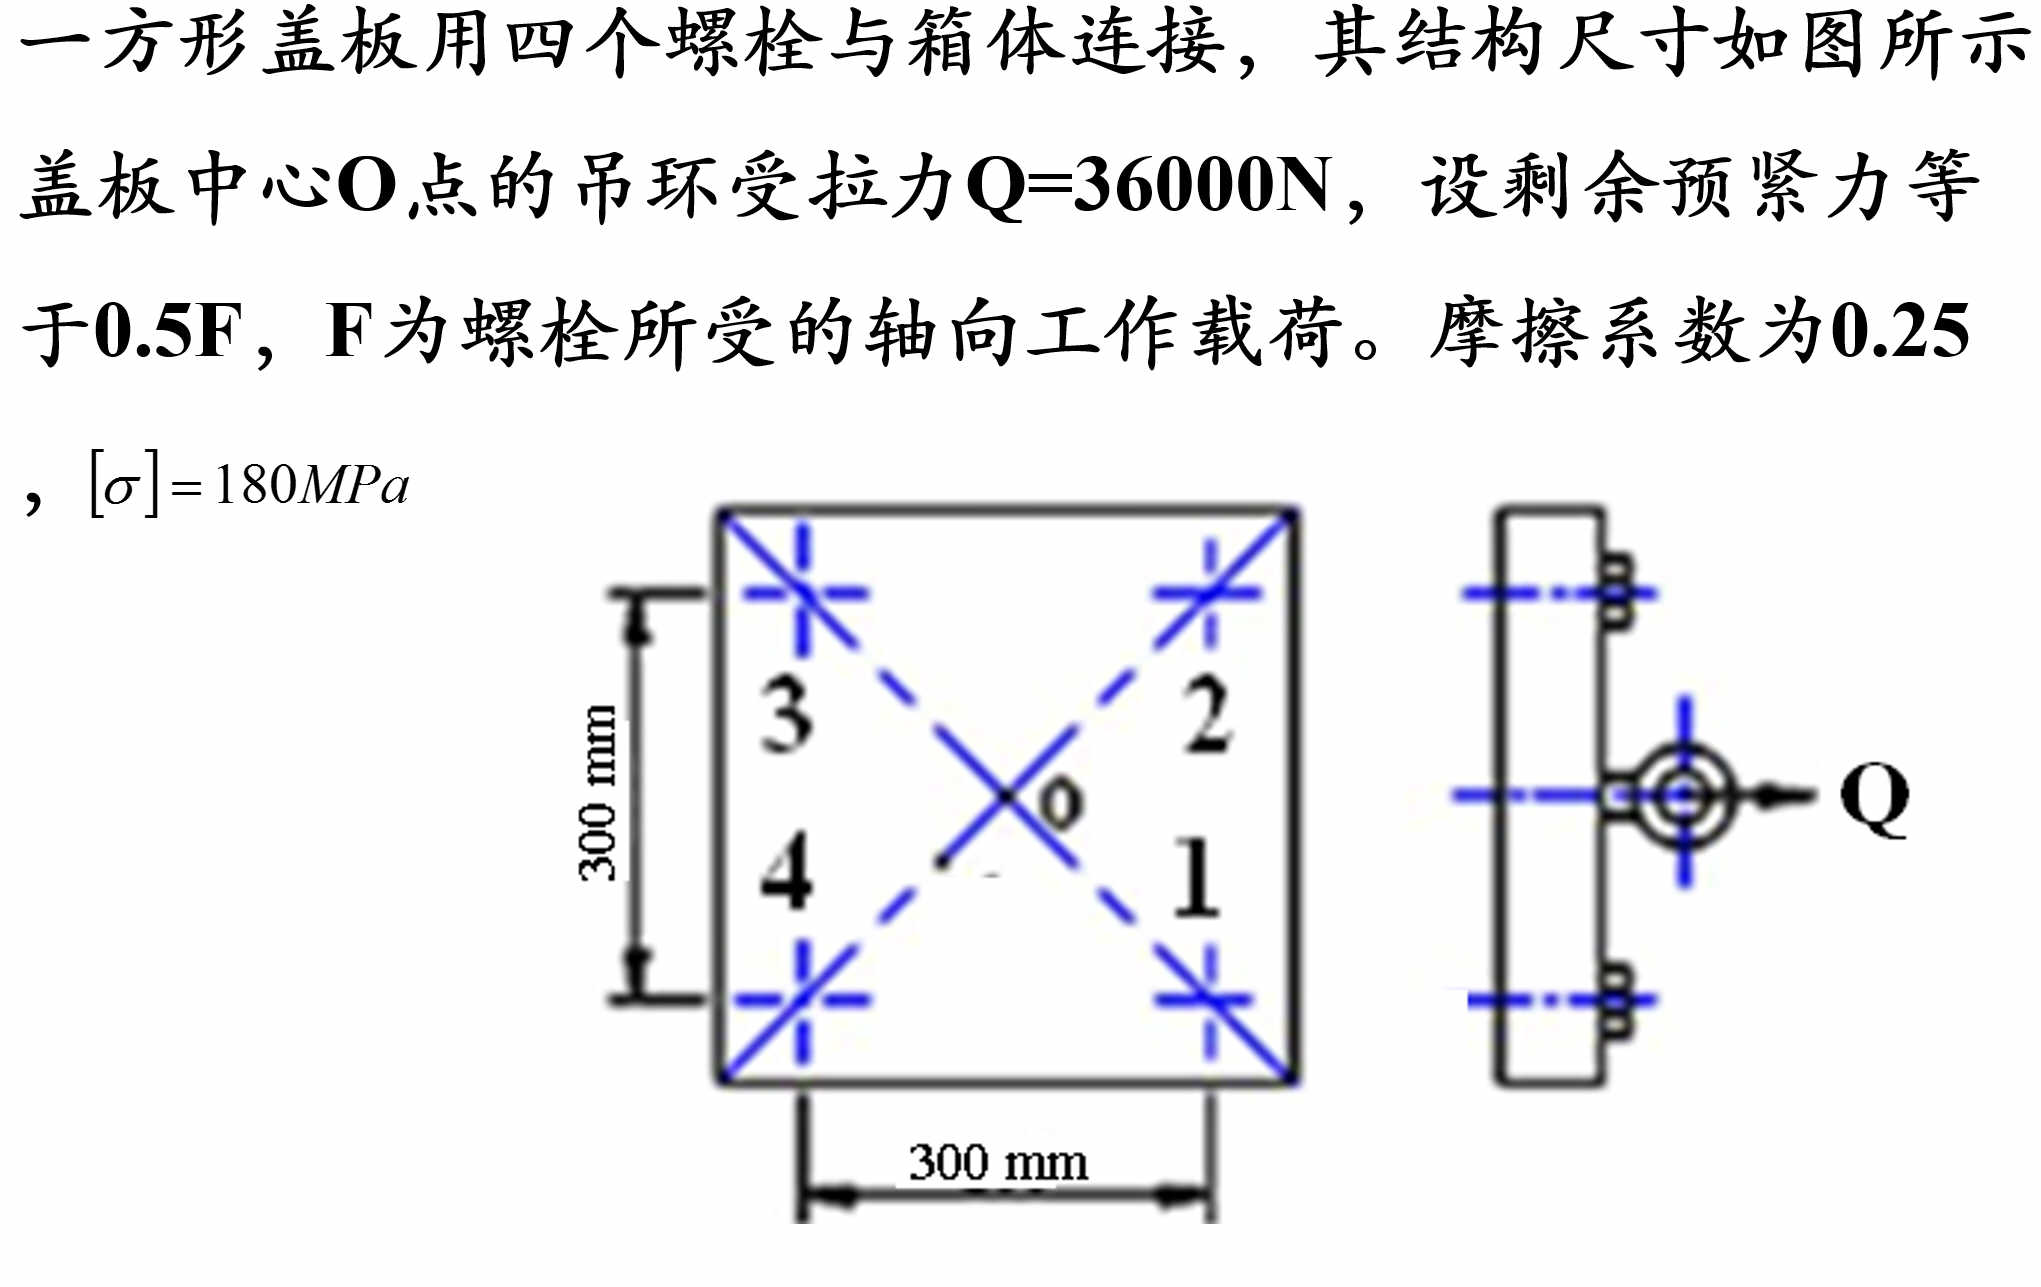 一方形盖板用四个螺栓与箱体连接，其结构尺寸如图所示
盖板中心O点的吊环受拉力Q=36000N，设剩余预紧力等
于0.5F，F为螺栓所受的轴向工作载荷。摩擦系数为0.25
，[σ]=180MPa
3
2
O
4
1
300 mm
Q
300 mm